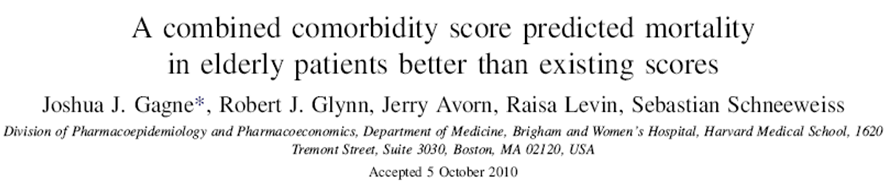 A combined comorbidity score predicted mortality
in elderly patients better than existing scores
Joshua J. Gagne*, Robert J. Glynn, Jerry Avorn, Raisa Levin, Sebastian Schneeweiss
Division of Pharmacoepidemiology and Pharmacoeconomics, Department of Medicine, Brigham and Women's Hospital, Harvard Medical School, 1620
Tremont Street, Suite 3030, Boston, MA 02120, USA
Accepted 5 October 2010